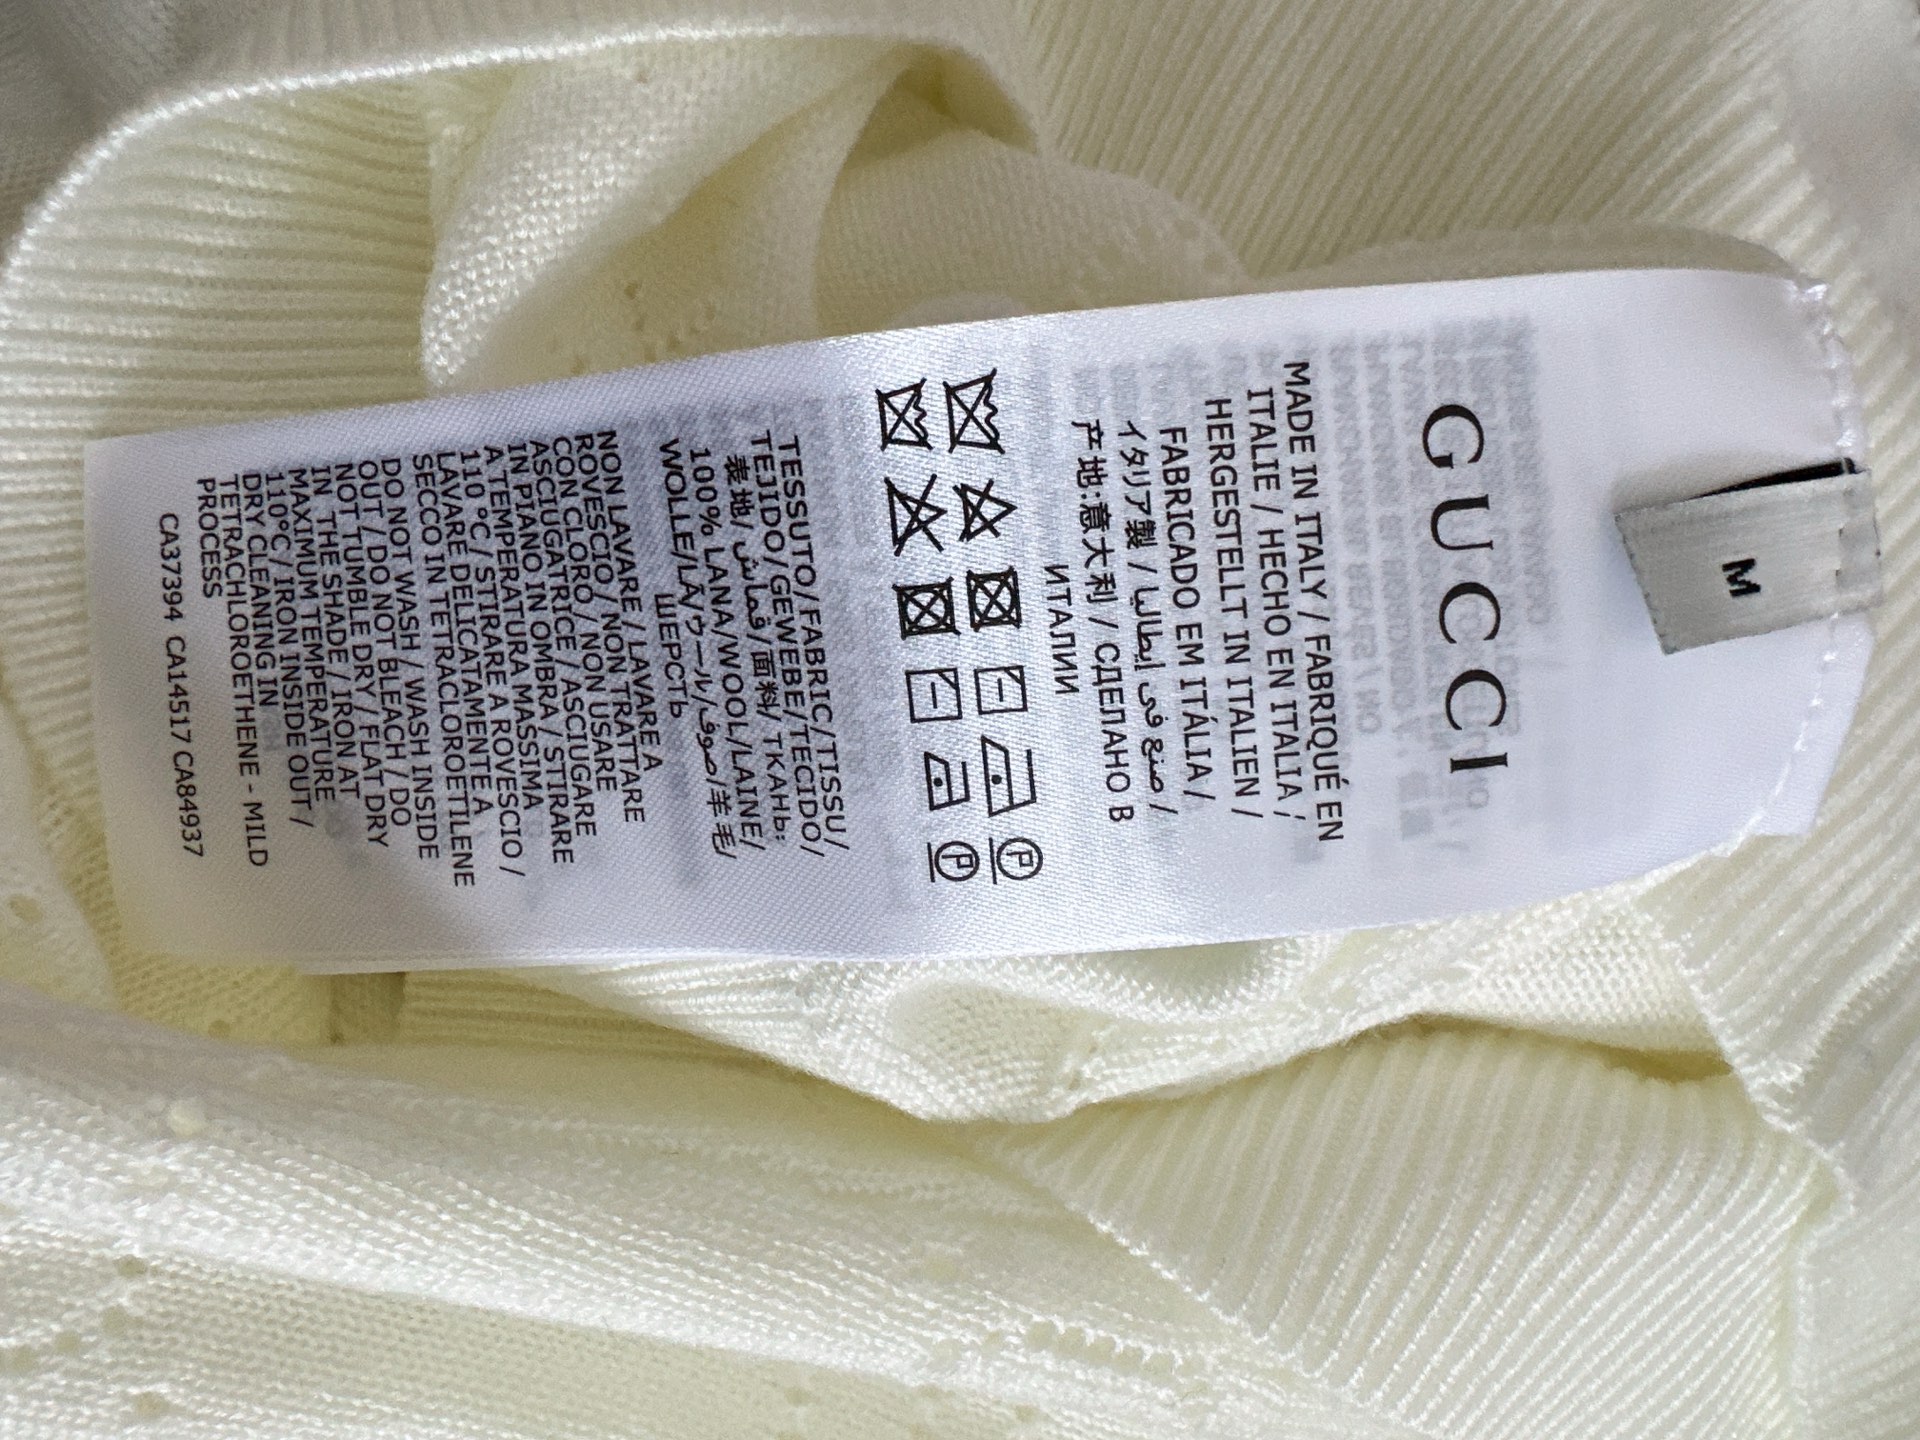 M
GUCCI
MADE IN ITALY / FABRIQUÉ EN
ITALIE / HECHO EN ITALIA /
HERGESTELLT IN ITALIEN /
FABRICADO EM ITÁLIA /
イタリア製 / صنع في إيطاليا /
产地:意大利 / СДЕЛАНО В
ИТАЛИИ
TESSUTO/FABRIC/TISSU/
TEJIDO/GEWEBE/TECIDO/
表地/قماش/面料/ ТКАНЬ:
100% LANA/WOOL/LAINE/
WOLLE/LÃ/ウール/صوف/羊毛/
ШЕРСТЬ
NON LAVARE / LAVARE A
ROVESCIO / NON TRATTARE
CON CLORO / NON USARE
ASCIUGATRICE / ASCIUGARE
IN PIANO IN OMBRA / STIRARE
A TEMPERATURA MASSIMA
110 °C / STIRARE A ROVESCIO /
LAVARE DELICATAMENTE A
SECCO IN TETRACLOROETILENE
DO NOT WASH / WASH INSIDE
OUT / DO NOT BLEACH / DO
NOT TUMBLE DRY / FLAT DRY
IN THE SHADE / IRON AT
MAXIMUM TEMPERATURE
110°C / IRON INSIDE OUT /
DRY CLEANING IN
TETRACHLOROETHENE - MILD
PROCESS
CA37394 CA14517 CA84937